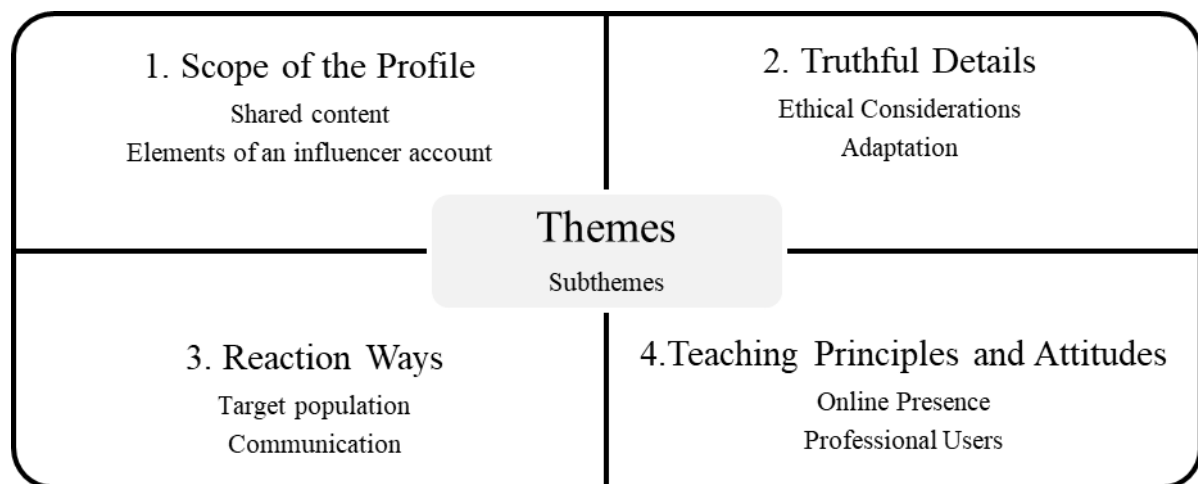 1. Scope of the Profile
Shared content
Elements of an influencer account
2. Truthful Details
Ethical Considerations
Adaptation
Themes
Subthemes
3. Reaction Ways
Target population
Communication
4.Teaching Principles and Attitudes
Online Presence
Professional Users